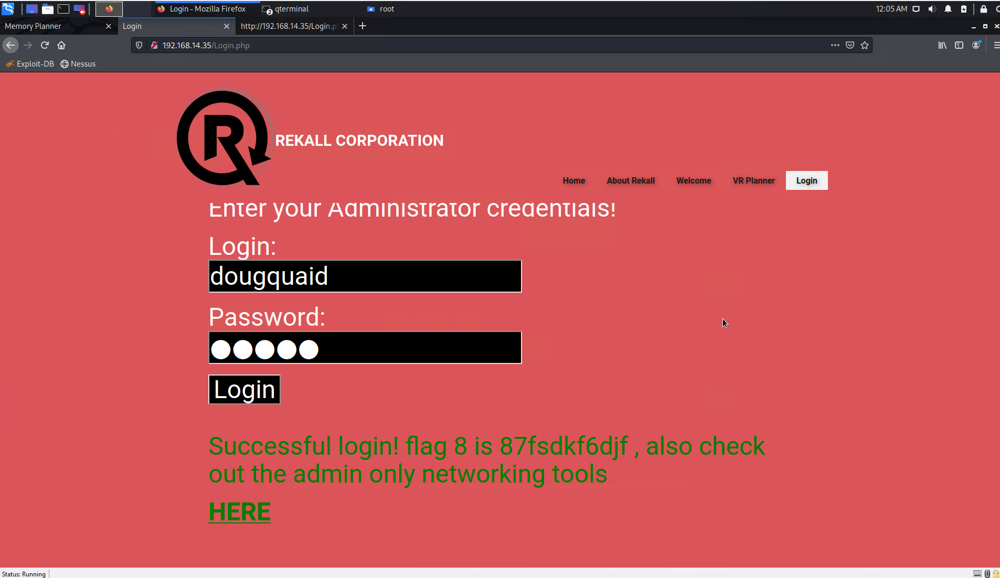 Login - Mozilla Firefox
2 qterminal
root
12:05 AM
Memory Planner
Login
http://192.168.14.35/Login.p
192.168.14.35/Login.php
Exploit-DB
Nessus
R
REKALL CORPORATION
Home
About Rekall
Welcome
VR Planner
Login
Enter your Administrator credentials!
Login:
dougquaid
Password:
Login
Successful login! flag 8 is 87fsdkf6djf , also check
out the admin only networking tools
HERE
Status: Running